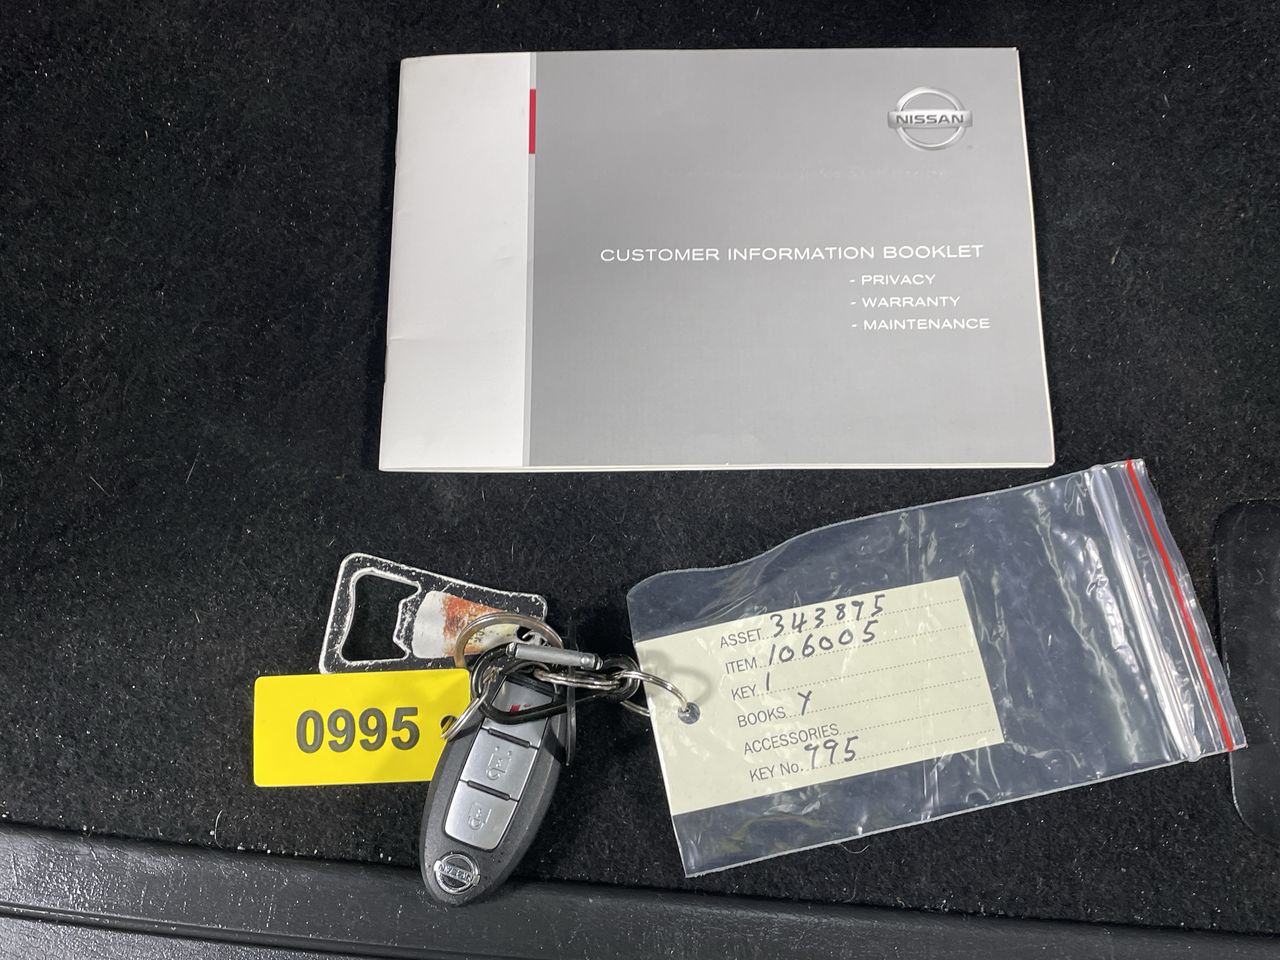 NISSAN
CUSTOMER INFORMATION BOOKLET
- PRIVACY
- WARRANTY
- MAINTENANCE
ASSET 343895
ITEM 106005
KEY 1
BOOKS Y
ACCESSORIES
KEY No. 995
0995
NISSAN